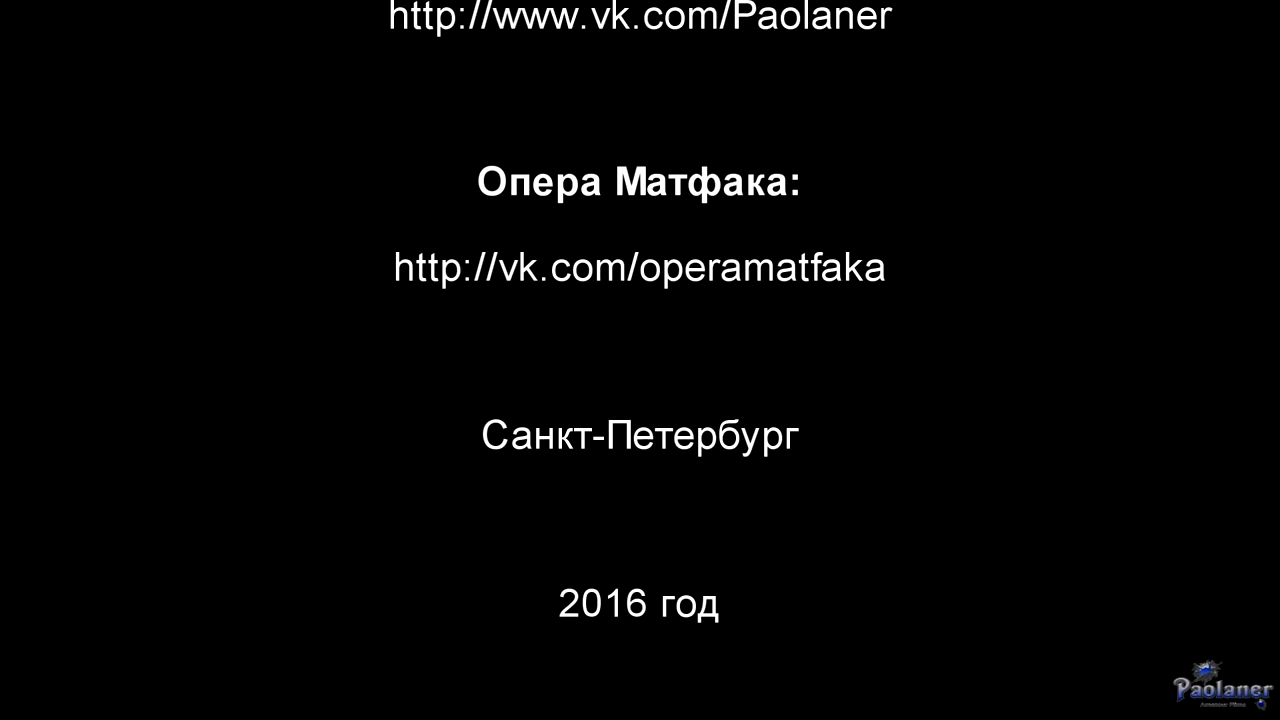 http://www.vk.com/Paolaner
Опера Матфака:
http://vk.com/operamatfaka
Санкт-Петербург
2016 год
Paolaner